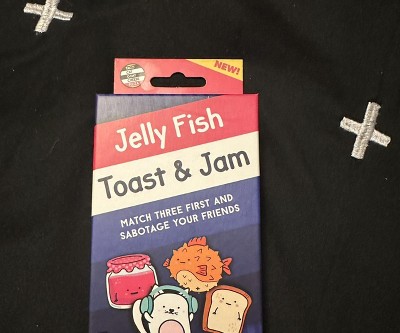 NEW!
Jelly Fish
Toast & Jam
MATCH THREE FIRST AND
SABOTAGE YOUR FRIENDS